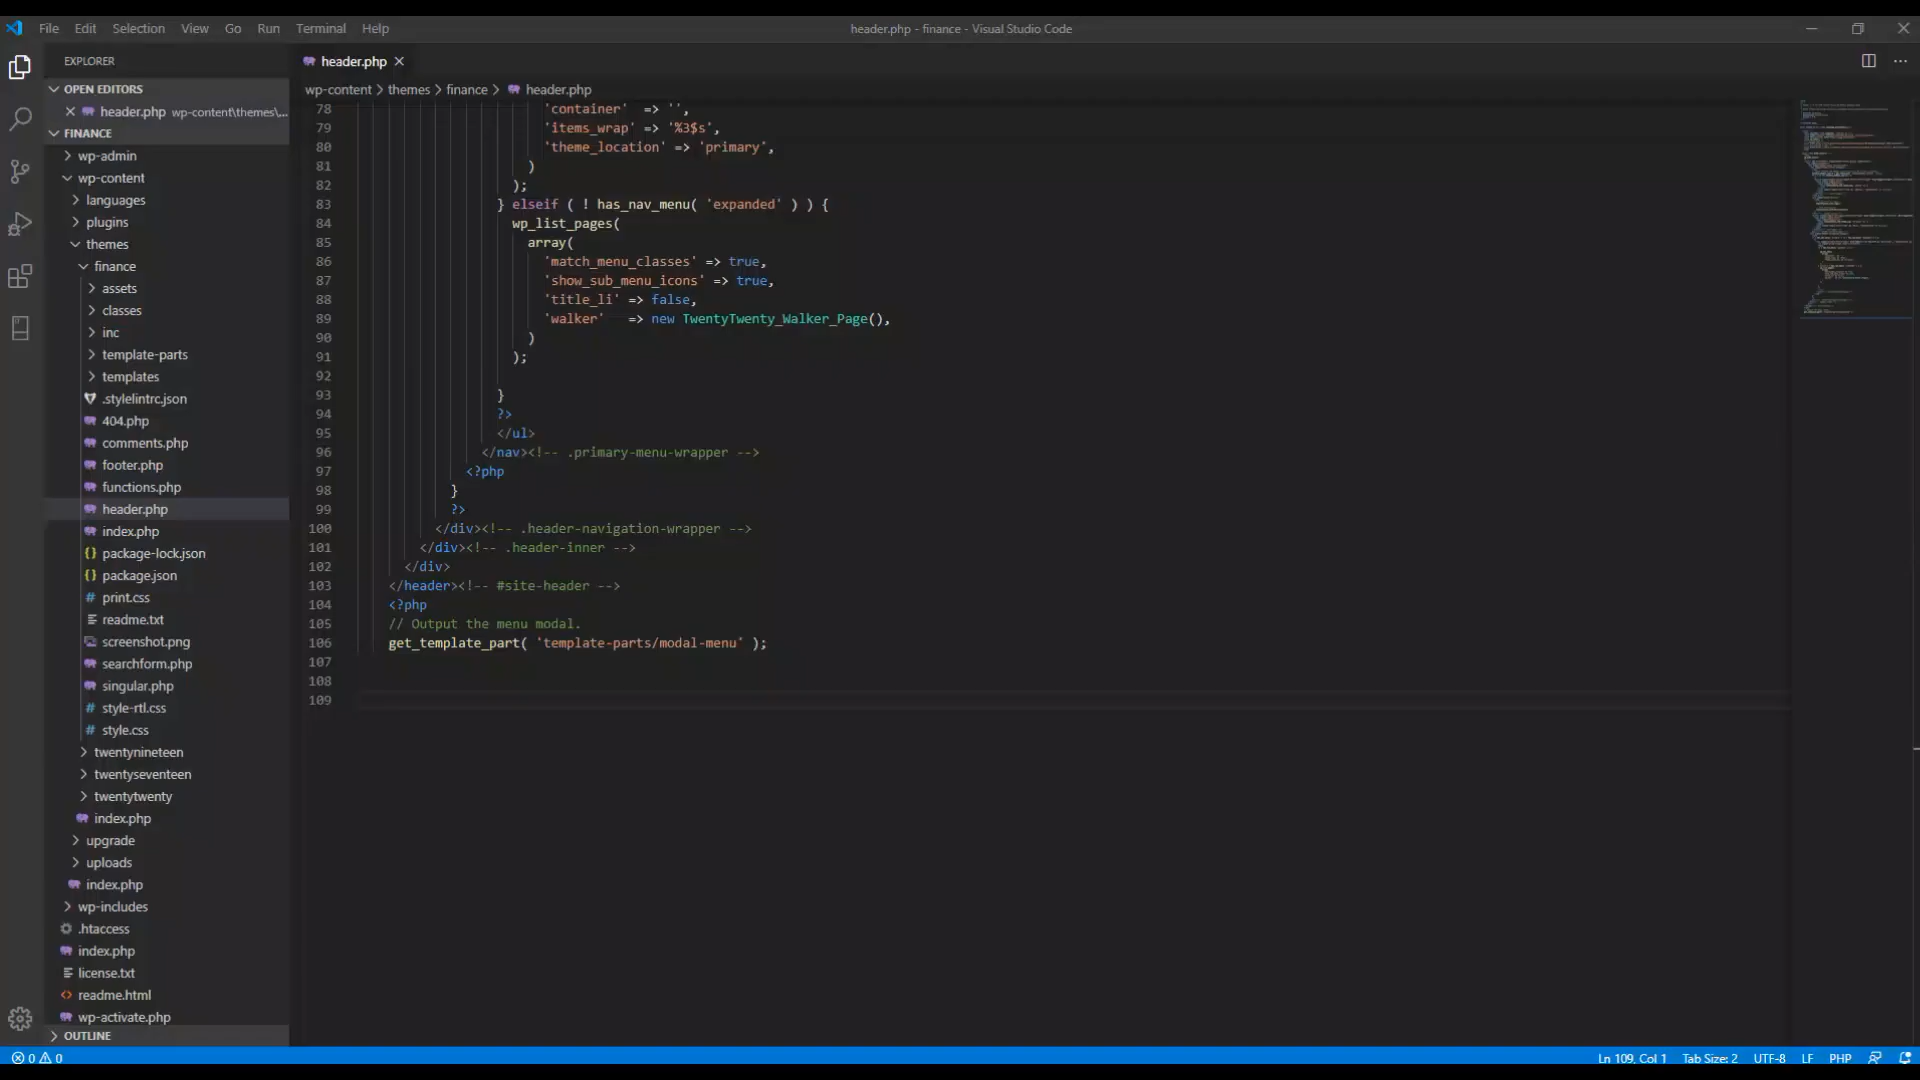 File Edit Selection View Go Run Terminal Help
header.php - finance - Visual Studio Code
EXPLORER
OPEN EDITORS
header.php wp-content\themes\...
FINANCE
wp-admin
wp-content
languages
plugins
themes
finance
assets
classes
inc
template-parts
templates
.stylelintrc.json
404.php
comments.php
footer.php
functions.php
header.php
index.php
package-lock.json
package.json
print.css
readme.txt
screenshot.png
searchform.php
singular.php
style-rtl.css
style.css
twentynineteen
twentyseventeen
twentytwenty
index.php
upgrade
uploads
index.php
wp-includes
.htaccess
index.php
license.txt
readme.html
wp-activate.php
OUTLINE
header.php
wp-content > themes > finance > header.php
78 'container' => '',
79 'items_wrap' => '%3$s',
80 'theme_location' => 'primary',
81 )
82 );
83 } elseif ( ! has_nav_menu( 'expanded' ) ) {
84 wp_list_pages(
85 array(
86 'match_menu_classes' => true,
87 'show_sub_menu_icons' => true,
88 'title_li' => false,
89 'walker' => new TwentyTwenty_Walker_Page(),
90 )
91 );
92
93 }
94 ?>
95 </ul>
96 </nav><!-- .primary-menu-wrapper -->
97 <?php
98 }
99 ?>
100 </div><!-- .header-navigation-wrapper -->
101 </div><!-- .header-inner -->
102 </div>
103 </header><!-- #site-header -->
104 <?php
105 // Output the menu modal.
106 get_template_part( 'template-parts/modal-menu' );
107
108
109
0 0
Ln 109, Col 1 Tab Size: 2 UTF-8 LF PHP